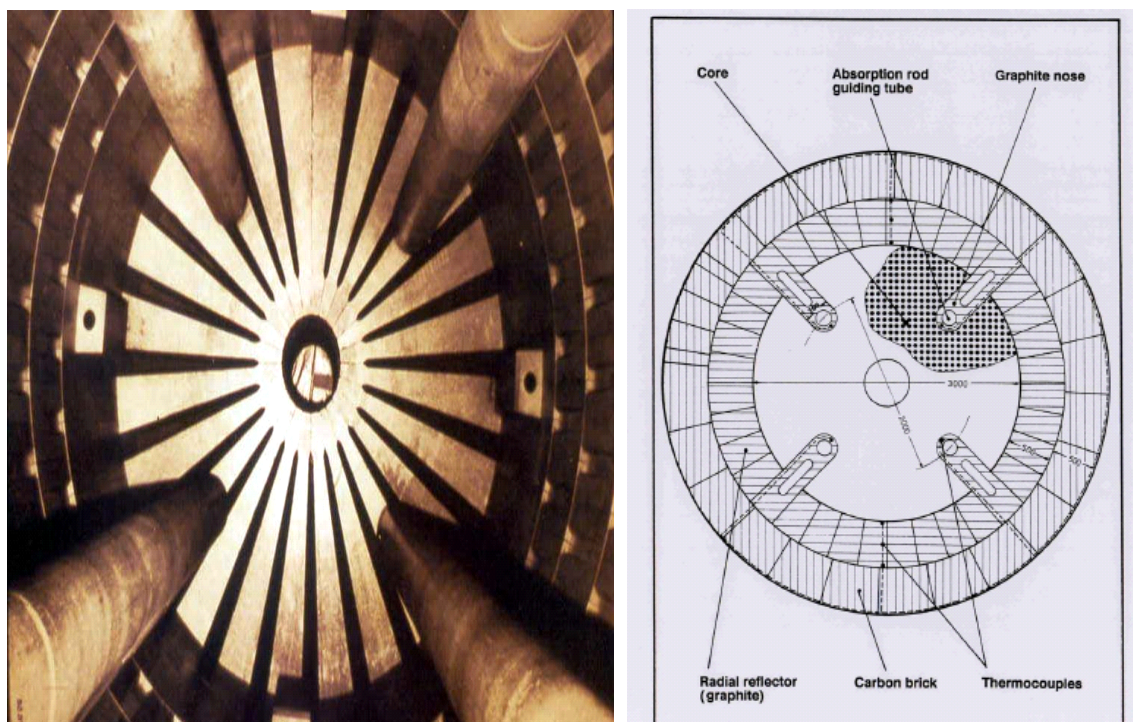 Core
Absorption rod
guiding tube
Graphite nose
3000
2000
500
500
Radial reflector
(graphite)
Carbon brick
Thermocouples